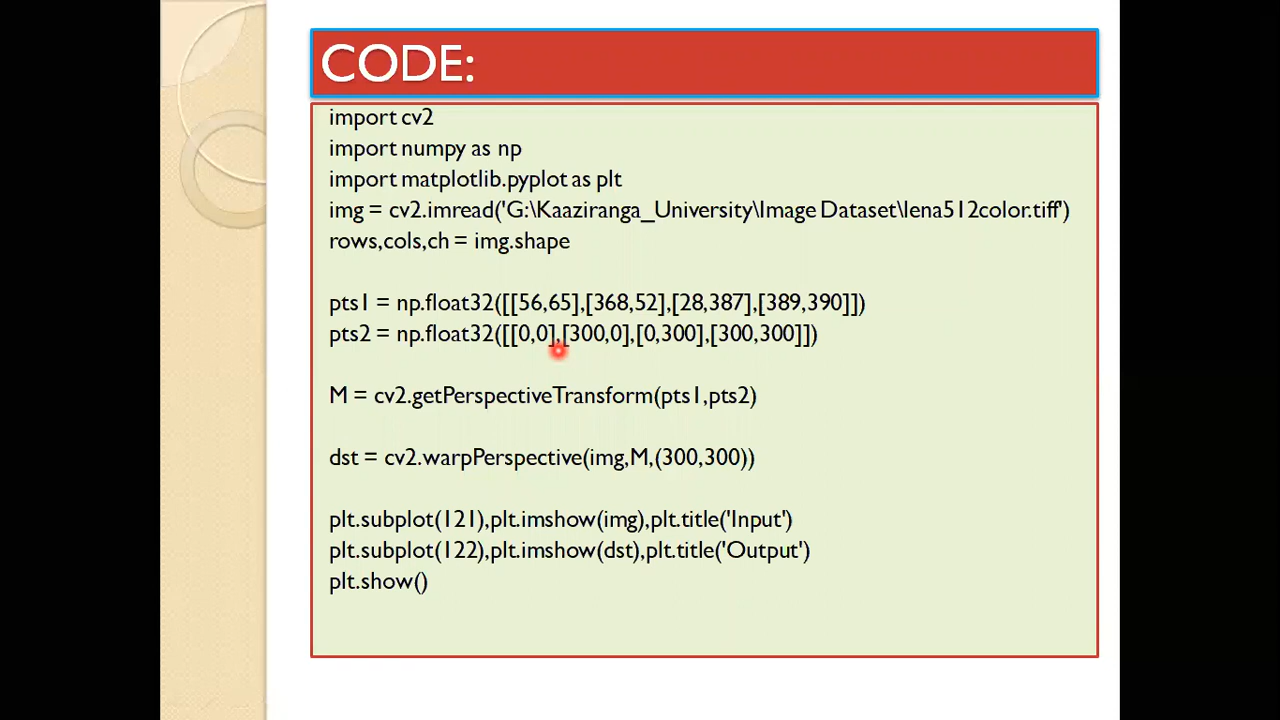 CODE:
import cv2
import numpy as np
import matplotlib.pyplot as plt
img = cv2.imread('G:\Kaaziranga_University\Image Dataset\lena512color.tiff')
rows,cols,ch = img.shape
pts1 = np.float32([[56,65],[368,52],[28,387],[389,390]])
pts2 = np.float32([[0,0],[300,0],[0,300],[300,300]])
M = cv2.getPerspectiveTransform(pts1,pts2)
dst = cv2.warpPerspective(img,M,(300,300))
plt.subplot(121),plt.imshow(img),plt.title('Input')
plt.subplot(122),plt.imshow(dst),plt.title('Output')
plt.show()